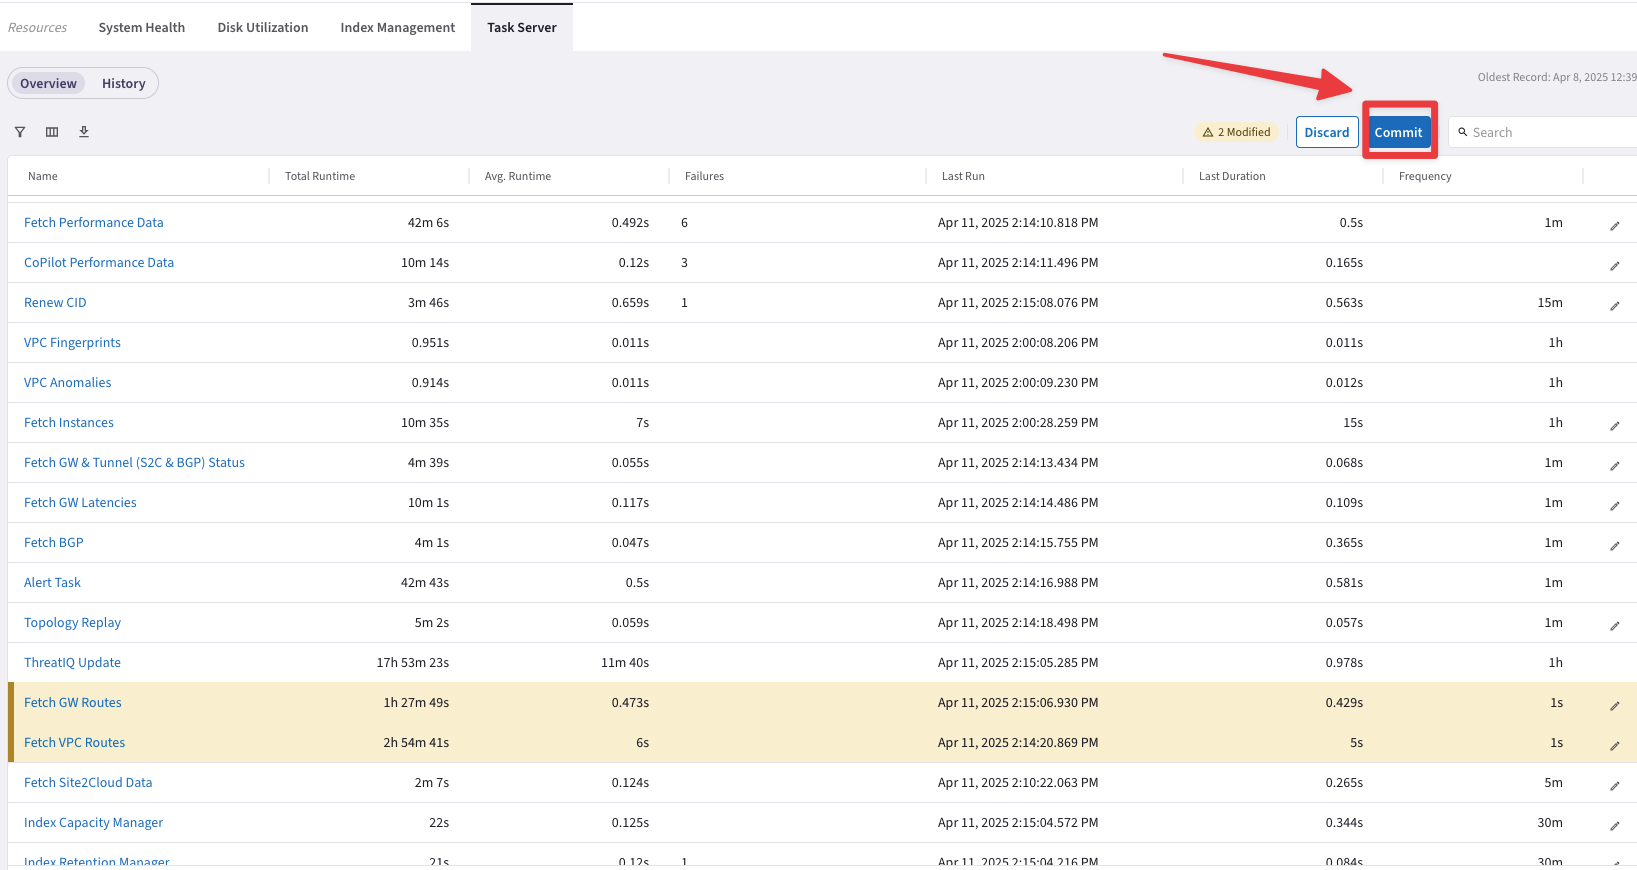 Resources System Health Disk Utilization Index Management Task Server
Overview History
Oldest Record: Apr 8, 2025 12:39
2 Modified Discard Commit Search
Name Total Runtime Avg. Runtime Failures Last Run Last Duration Frequency
Fetch Performance Data 42m 6s 0.492s 6 Apr 11, 2025 2:14:10.818 PM 0.5s 1m
CoPilot Performance Data 10m 14s 0.12s 3 Apr 11, 2025 2:14:11.496 PM 0.165s
Renew CID 3m 46s 0.659s 1 Apr 11, 2025 2:15:08.076 PM 0.563s 15m
VPC Fingerprints 0.951s 0.011s Apr 11, 2025 2:00:08.206 PM 0.011s 1h
VPC Anomalies 0.914s 0.011s Apr 11, 2025 2:00:09.230 PM 0.012s 1h
Fetch Instances 10m 35s 7s Apr 11, 2025 2:00:28.259 PM 15s 1h
Fetch GW & Tunnel (S2C & BGP) Status 4m 39s 0.055s Apr 11, 2025 2:14:13.434 PM 0.068s 1m
Fetch GW Latencies 10m 1s 0.117s Apr 11, 2025 2:14:14.486 PM 0.109s 1m
Fetch BGP 4m 1s 0.047s Apr 11, 2025 2:14:15.755 PM 0.365s 1m
Alert Task 42m 43s 0.5s Apr 11, 2025 2:14:16.988 PM 0.581s 1m
Topology Replay 5m 2s 0.059s Apr 11, 2025 2:14:18.498 PM 0.057s 1m
ThreatIQ Update 17h 53m 23s 11m 40s Apr 11, 2025 2:15:05.285 PM 0.978s 1h
Fetch GW Routes 1h 27m 49s 0.473s Apr 11, 2025 2:15:06.930 PM 0.429s 1s
Fetch VPC Routes 2h 54m 41s 6s Apr 11, 2025 2:14:20.869 PM 5s 1s
Fetch Site2Cloud Data 2m 7s 0.124s Apr 11, 2025 2:10:22.063 PM 0.265s 5m
Index Capacity Manager 22s 0.125s Apr 11, 2025 2:15:04.572 PM 0.344s 30m
Index Retention Manager 21s 0.12s 1 Apr 11, 2025 2:15:04.216 PM 0.084s 30m